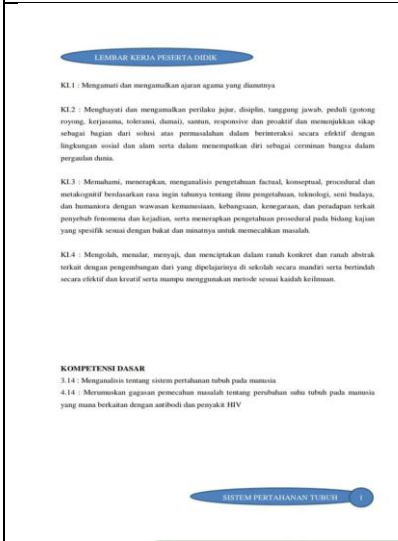 LEMBAR KERJA PESERTA DIDIK
KI.1 : Mengamati dan mengamalkan ajaran agama yang dianutnya
KI.2 : Menghayati dan mengamalkan perilaku jujur, disiplin, tanggung jawab, peduli (gotong
royong, kerjasama, toleransi, damai), santun, responsive dan proaktif dan menunjukkan sikap
sebagai bagian dari solusi atas permasalahan dalam berinteraksi secara efektif dengan
lingkungan sosial dan alam serta dalam menempatkan diri sebagai cerminan bangsa dalam
pergaulan dunia.
KI.3 : Memahami, menerapkan, menganalisis pengetahuan factual, konseptual, procedural dan
metakognitif berdasarkan rasa ingin tahunya tentang ilmu pengetahuan, teknologi, seni budaya,
dan humaniora dengan wawasan kemanusiaan, kebangsaan, kenegaraan, dan peradapan terkait
penyebab fenomena dan kejadian, serta menerapkan pengetahuan prosedural pada bidang kajian
yang spesifik sesuai dengan bakat dan minatnya untuk memecahkan masalah.
KI.4 : Mengolah, menalar, menyaji, dan menciptakan dalam ranah konkret dan ranah abstrak
terkait dengan pengembangan dari yang dipelajarinya di sekolah secara mandiri serta bertindah
secara efektif dan kreatif serta mampu menggunakan metode sesuai kaidah keilmuan.
KOMPETENSI DASAR
3.14 : Menganalisis tentang sistem pertahanan tubuh pada manusia
4.14 : Merumuskan gagasan pemecahan masalah tentang perubahan suhu tubuh pada manusia
yang mana berkaitan dengan antibodi dan penyakit HIV
SISTEM PERTAHANAN TUBUH 1